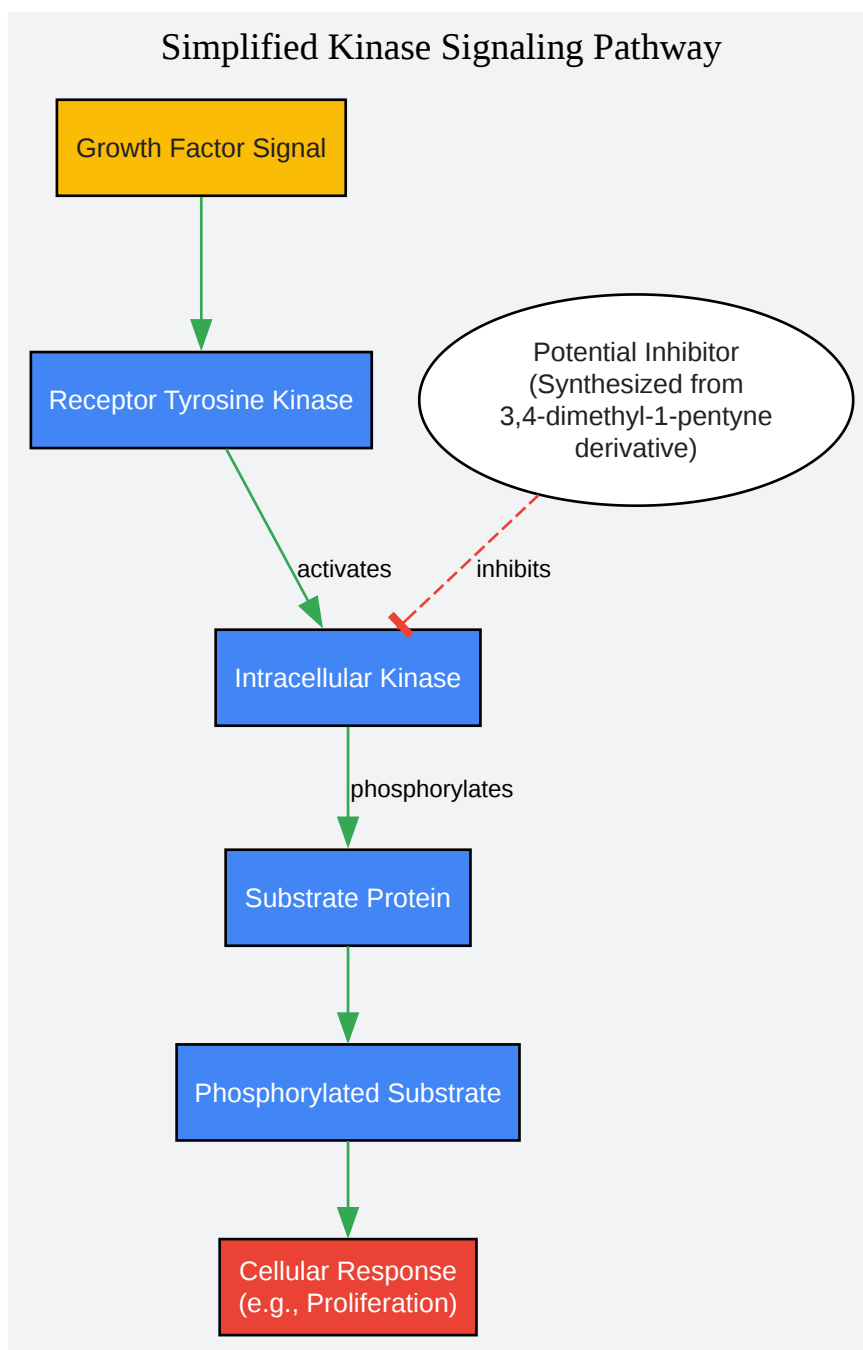 Simplified Kinase Signaling Pathway
Growth Factor Signal
Potential Inhibitor
(Synthesized from
3,4-dimethyl-1-pentyne
derivative)
Receptor Tyrosine Kinase
activates
inhibits
Intracellular Kinase
phosphorylates
Substrate Protein
Phosphorylated Substrate
Cellular Response
(e.g., Proliferation)